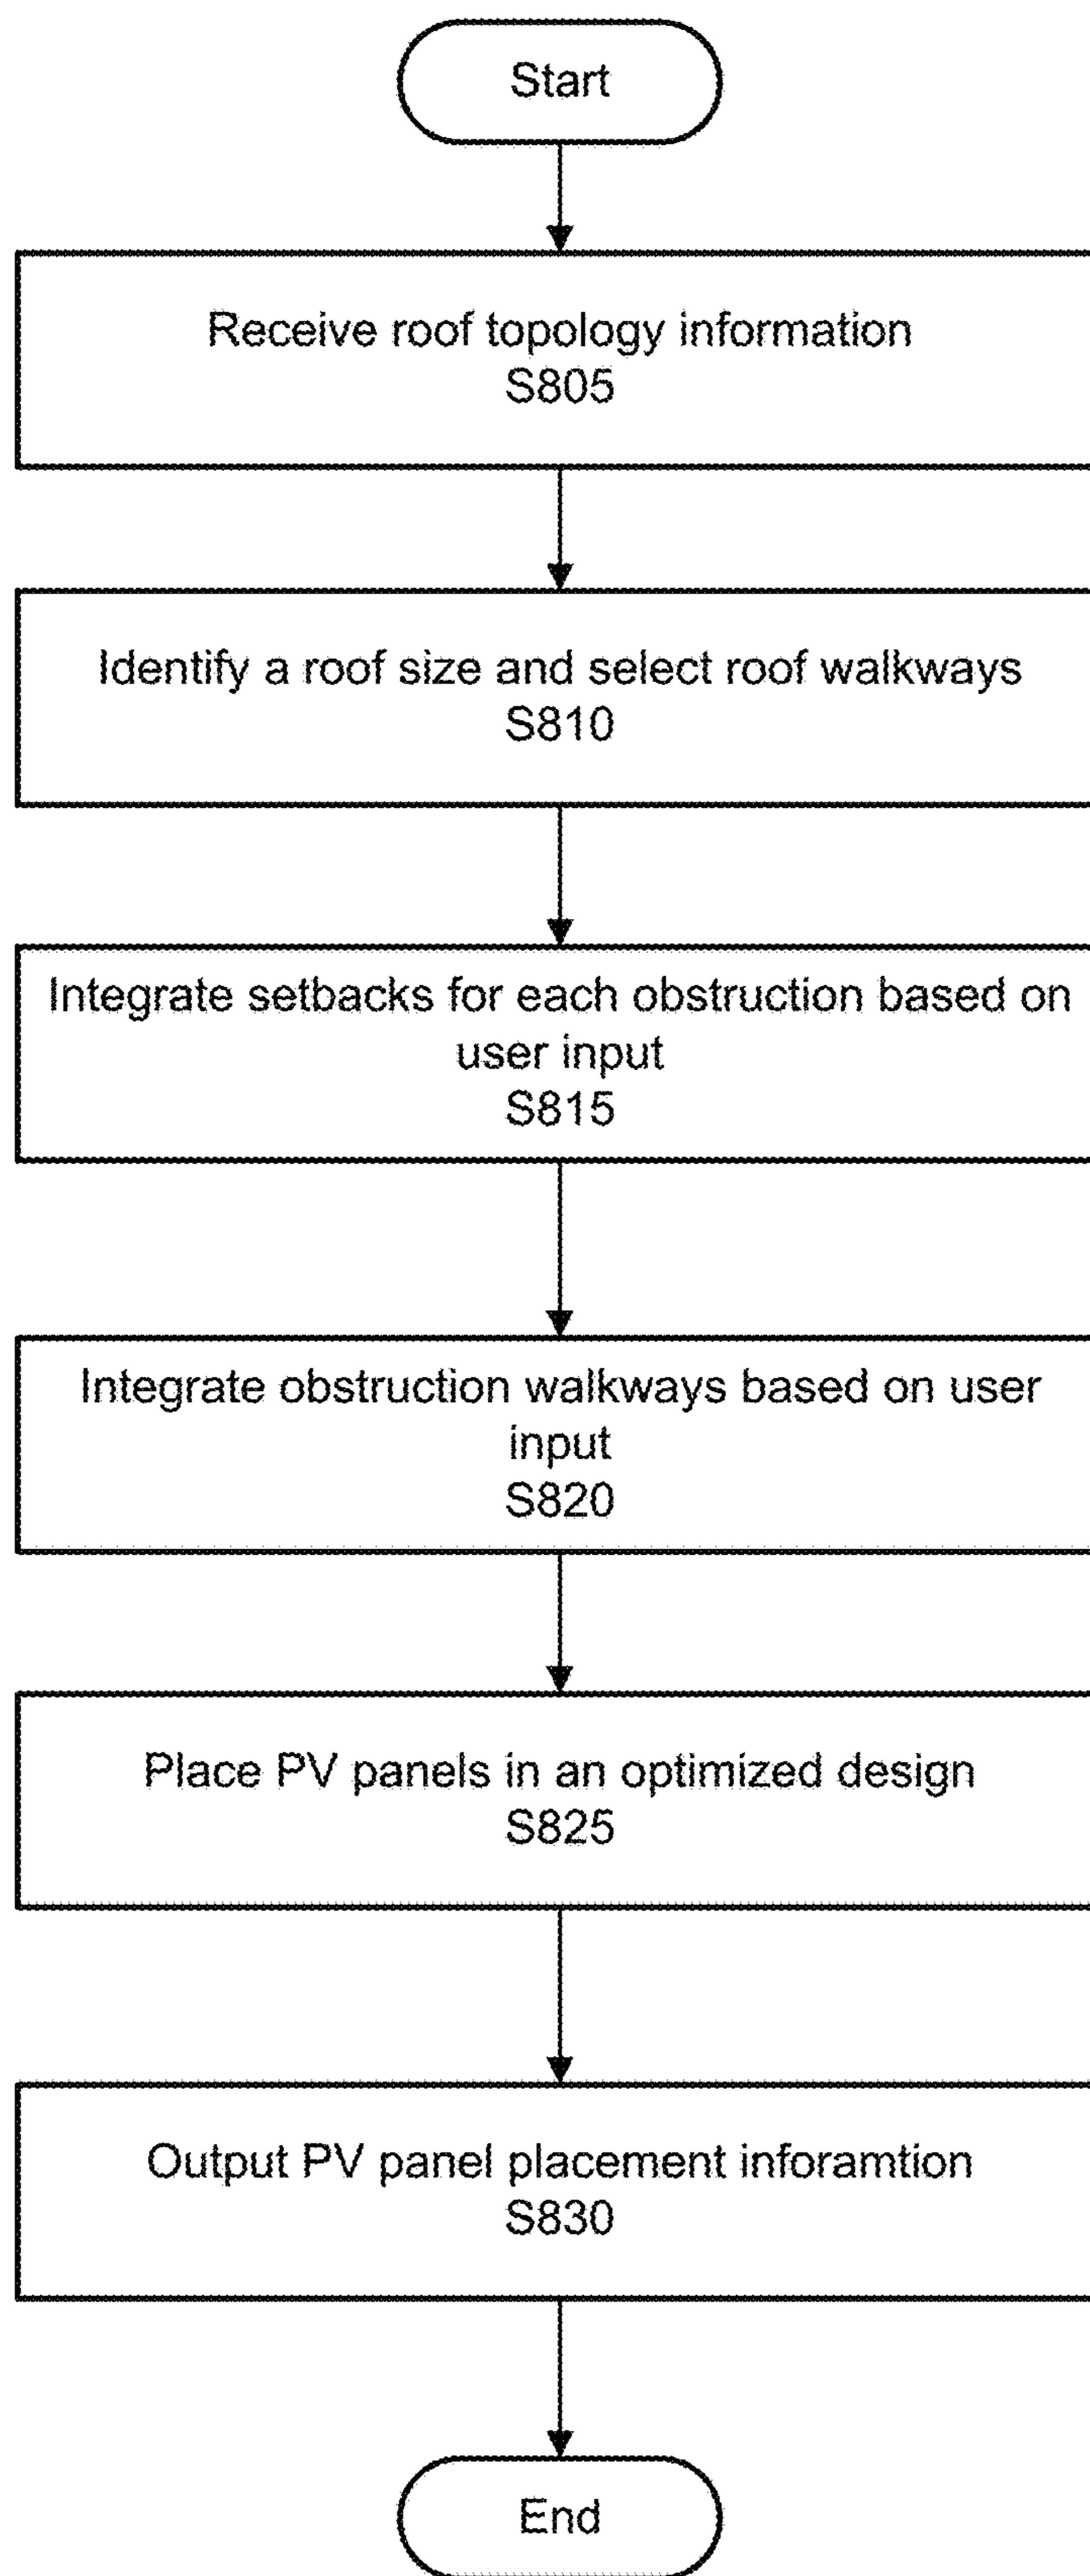 Start
Receive roof topology information
S805
Identify a roof size and select roof walkways
S810
Integrate setbacks for each obstruction based on
user input
S815
Integrate obstruction walkways based on user
input
S820
Place PV panels in an optimized design
S825
Output PV panel placement inforamtion
S830
End